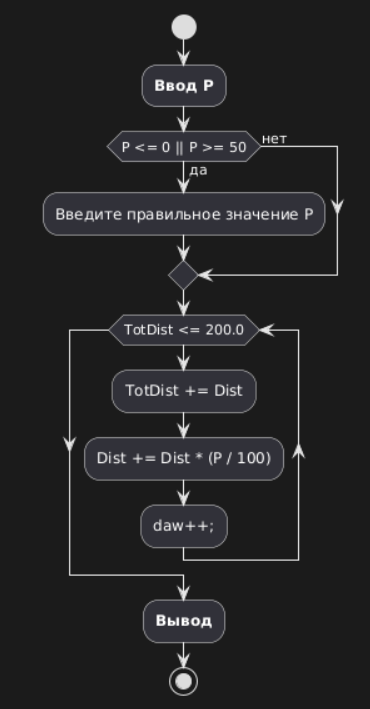 Ввод P
P <= 0 || P >= 50
нет
да
Введите правильное значение P
TotDist <= 200.0
TotDist += Dist
Dist += Dist * (P / 100)
daw++;
Вывод